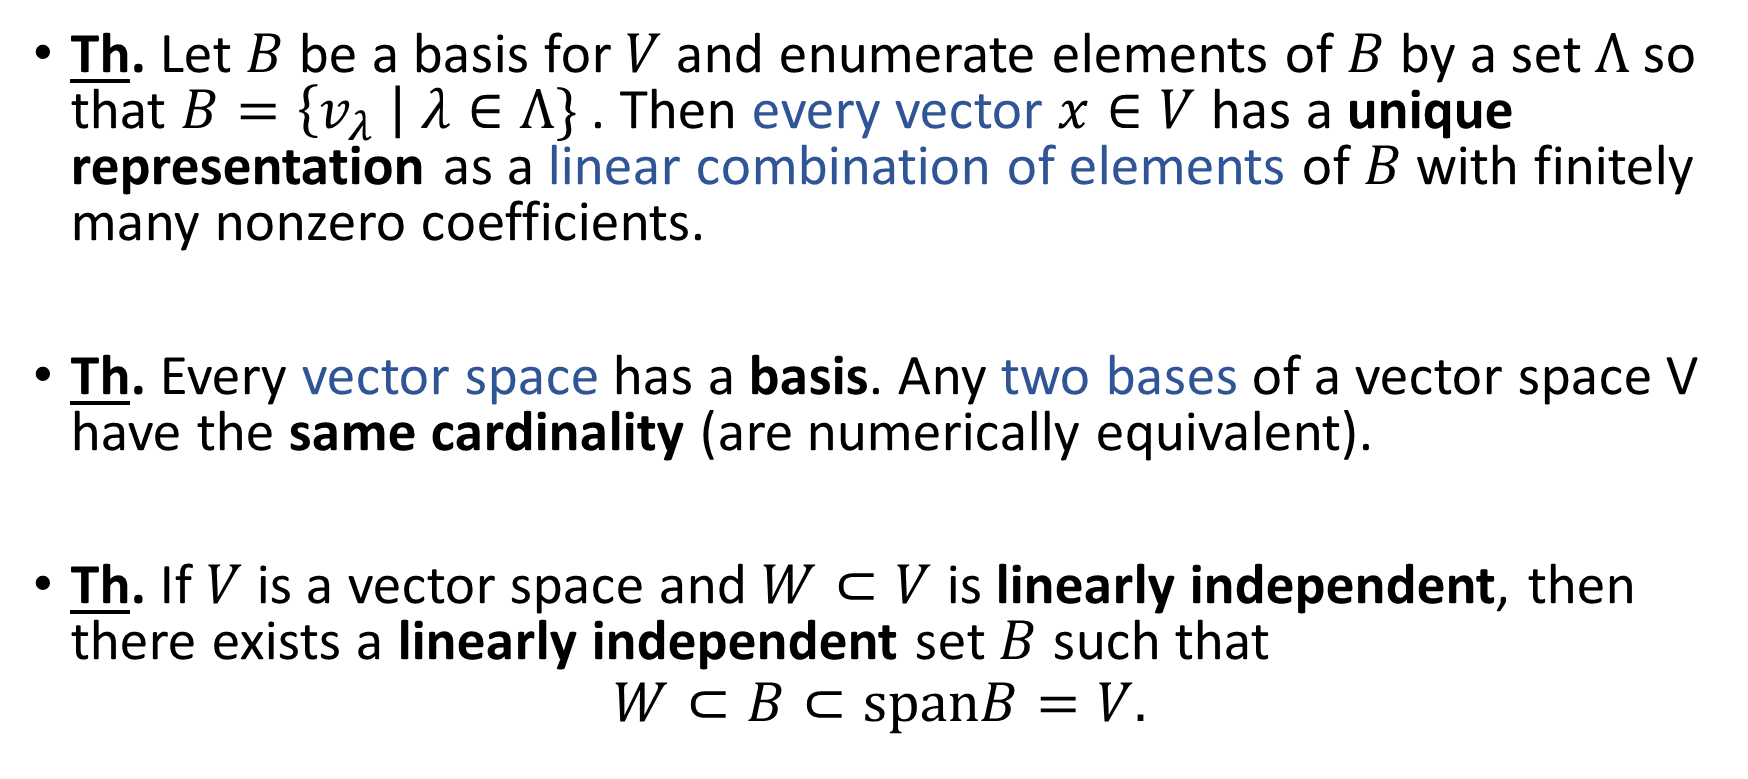 • Th. Let B be a basis for V and enumerate elements of B by a set Λ so
that B = {v_λ | λ ∈ Λ} . Then every vector x ∈ V has a unique
representation as a linear combination of elements of B with finitely
many nonzero coefficients.
• Th. Every vector space has a basis. Any two bases of a vector space V
have the same cardinality (are numerically equivalent).
• Th. If V is a vector space and W ⊂ V is linearly independent, then
there exists a linearly independent set B such that
W ⊂ B ⊂ spanB = V.